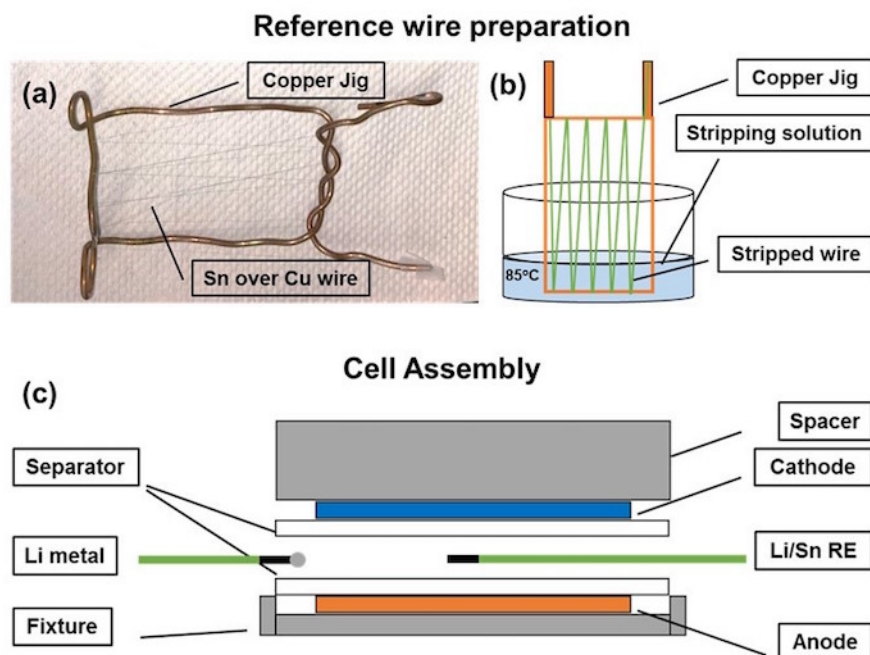 Reference wire preparation
(a)
Copper Jig
Sn over Cu wire
(b)
Copper Jig
Stripping solution
85°C
Stripped wire
Cell Assembly
(c)
Separator
Li metal
Fixture
Spacer
Cathode
Li/Sn RE
Anode